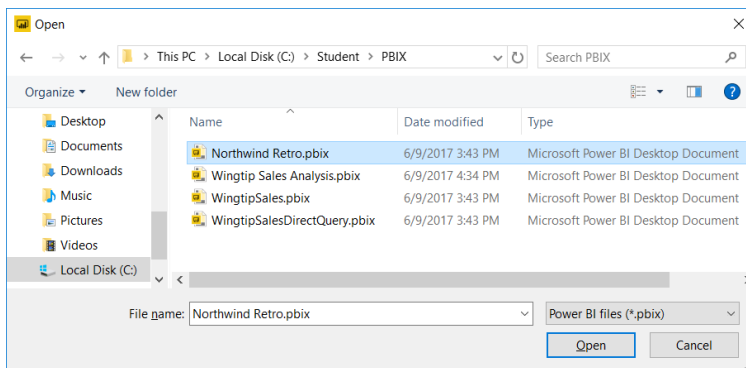 Open
This PC > Local Disk (C:) > Student > PBIX
Search PBIX
Organize
New folder
Name
Date modified
Type
Desktop
Documents
Downloads
Music
Pictures
Videos
Local Disk (C:)
Northwind Retro.pbix 6/9/2017 3:43 PM Microsoft Power BI Desktop Document
Wingtip Sales Analysis.pbix 6/9/2017 4:34 PM Microsoft Power BI Desktop Document
WingtipSales.pbix 6/9/2017 3:43 PM Microsoft Power BI Desktop Document
WingtipSalesDirectQuery.pbix 6/9/2017 3:43 PM Microsoft Power BI Desktop Document
File name: Northwind Retro.pbix
Power BI files (*.pbix)
Open
Cancel